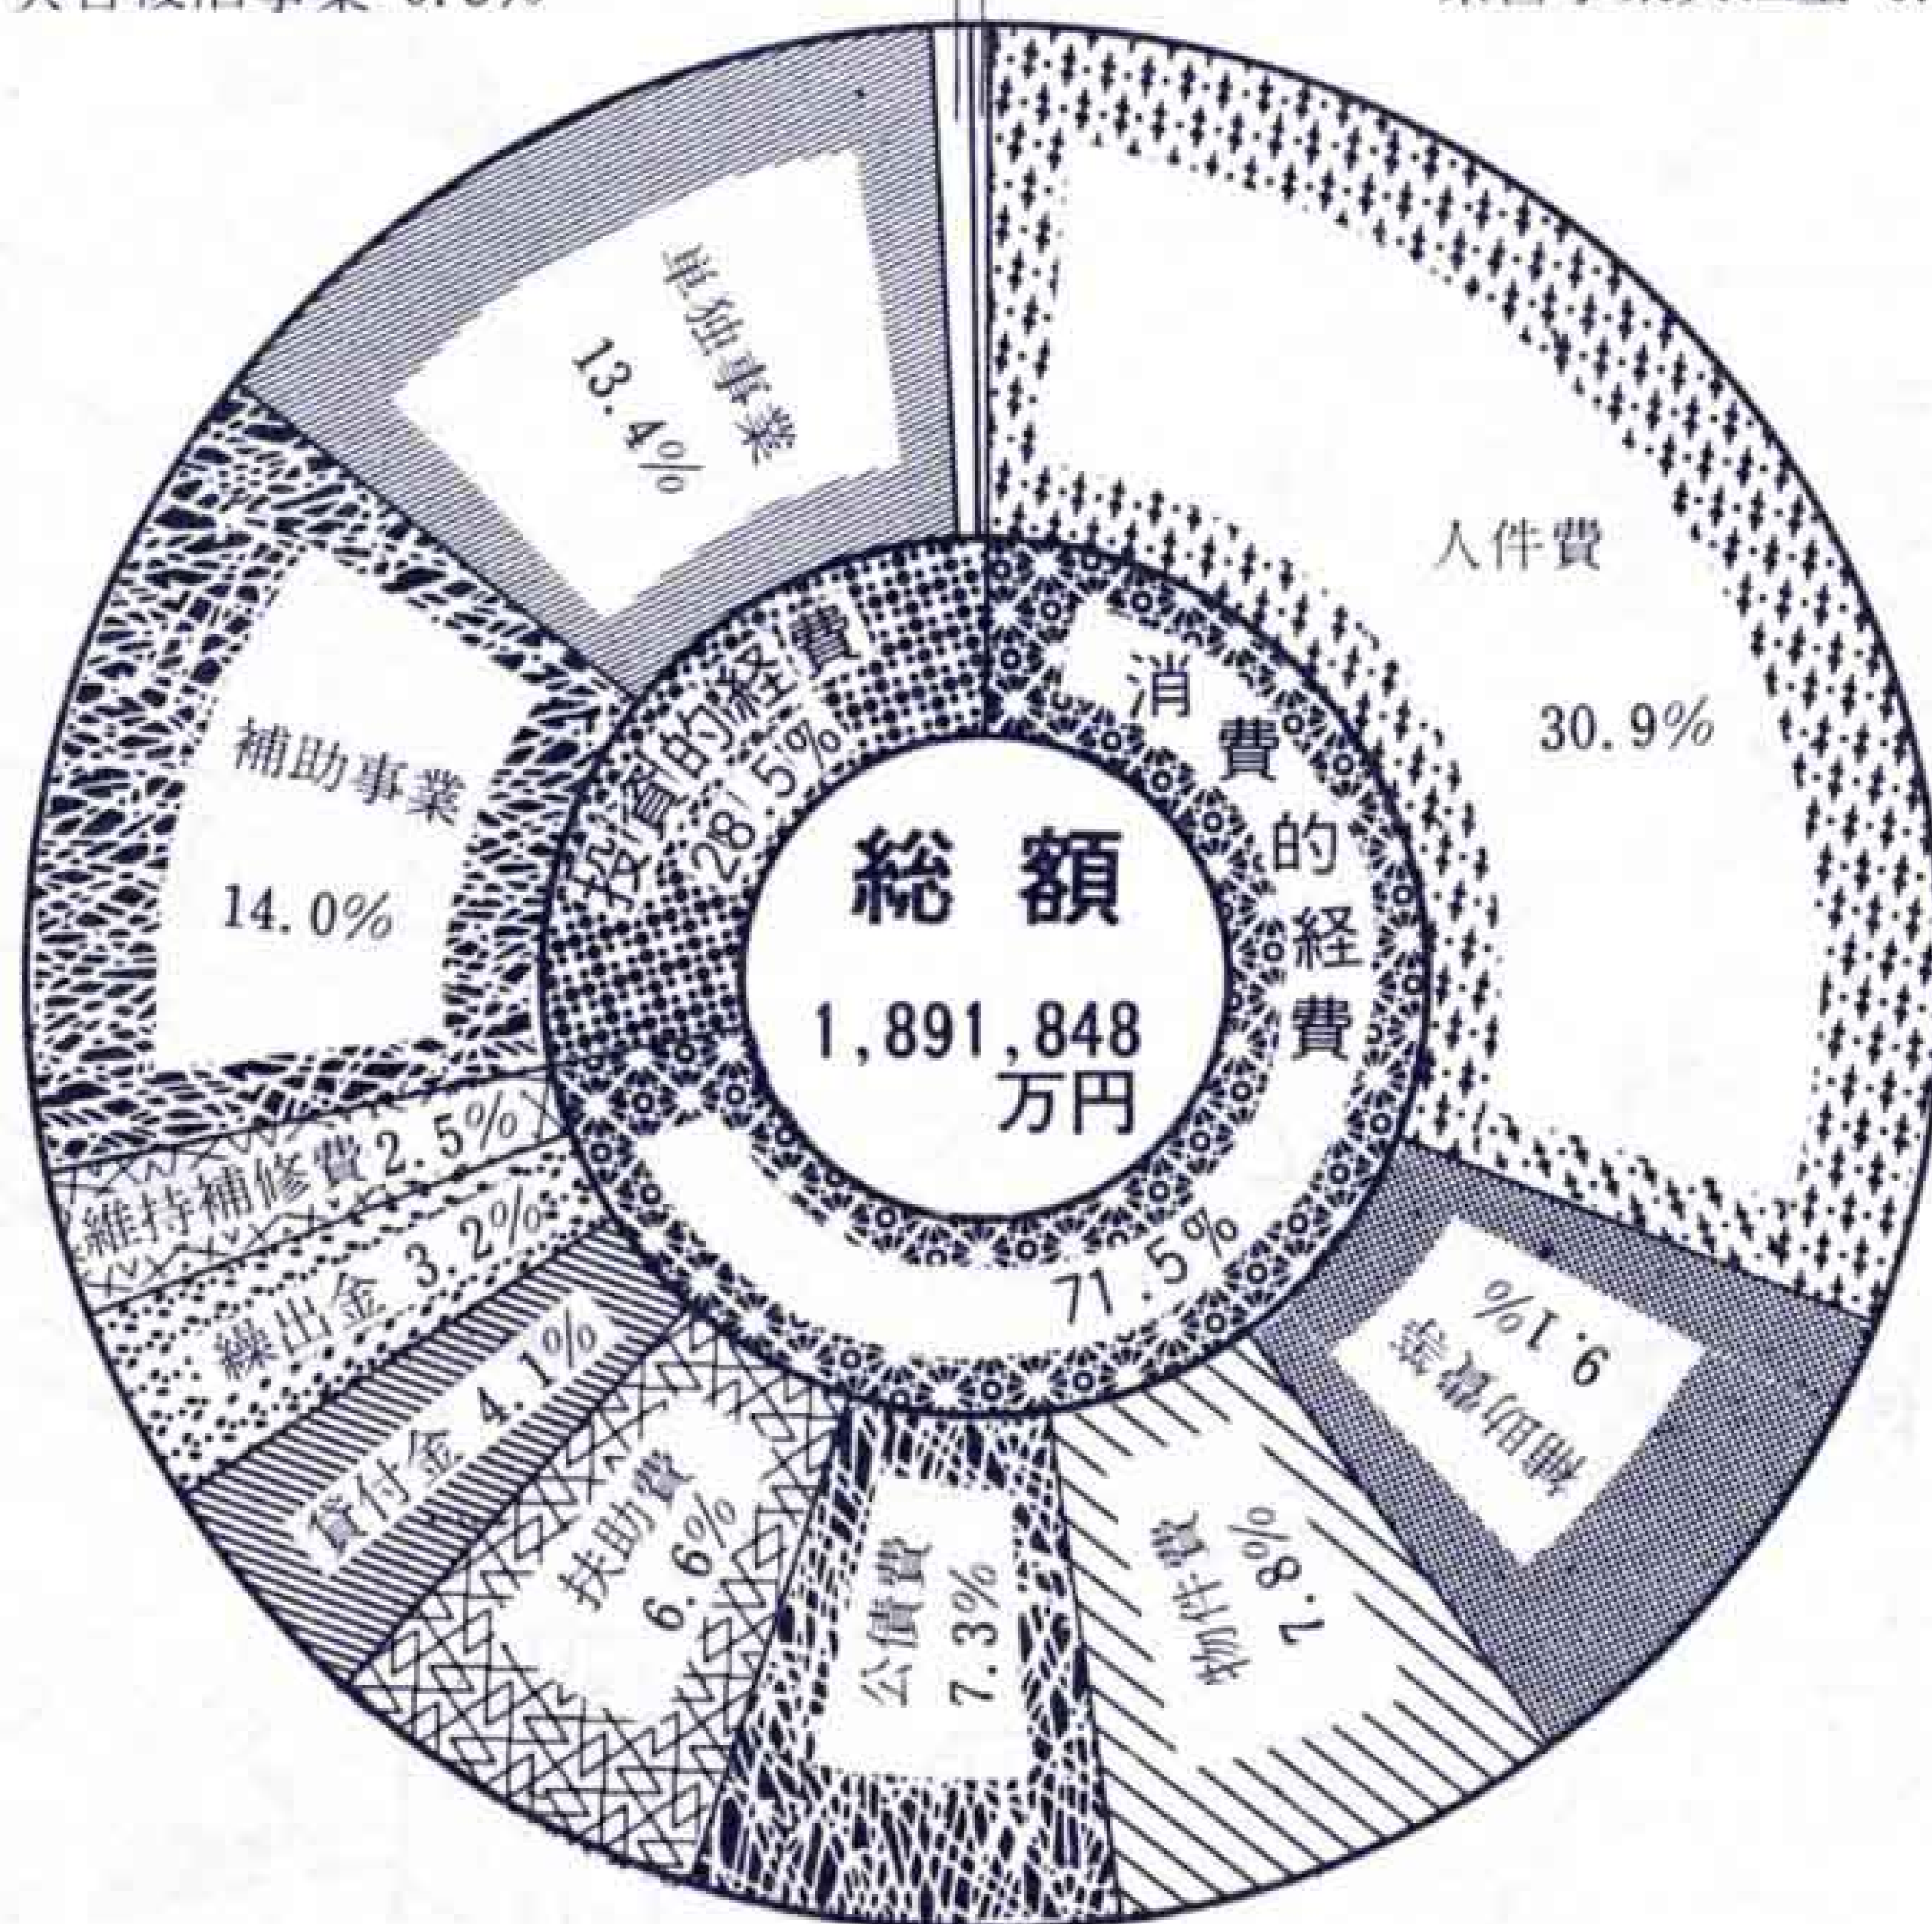 単独事業
13.4%
人件費
30.9%
補助事業
14.0%
投資的経費
28.5%
消費的経費
71.5%
総額
1,891,848
万円
維持補修費 2.5%
繰出金 3.2%
貸付金 4.1%
扶助費
6.6%
公債費
7.3%
物件費
7.8%
補助費等
9.1%